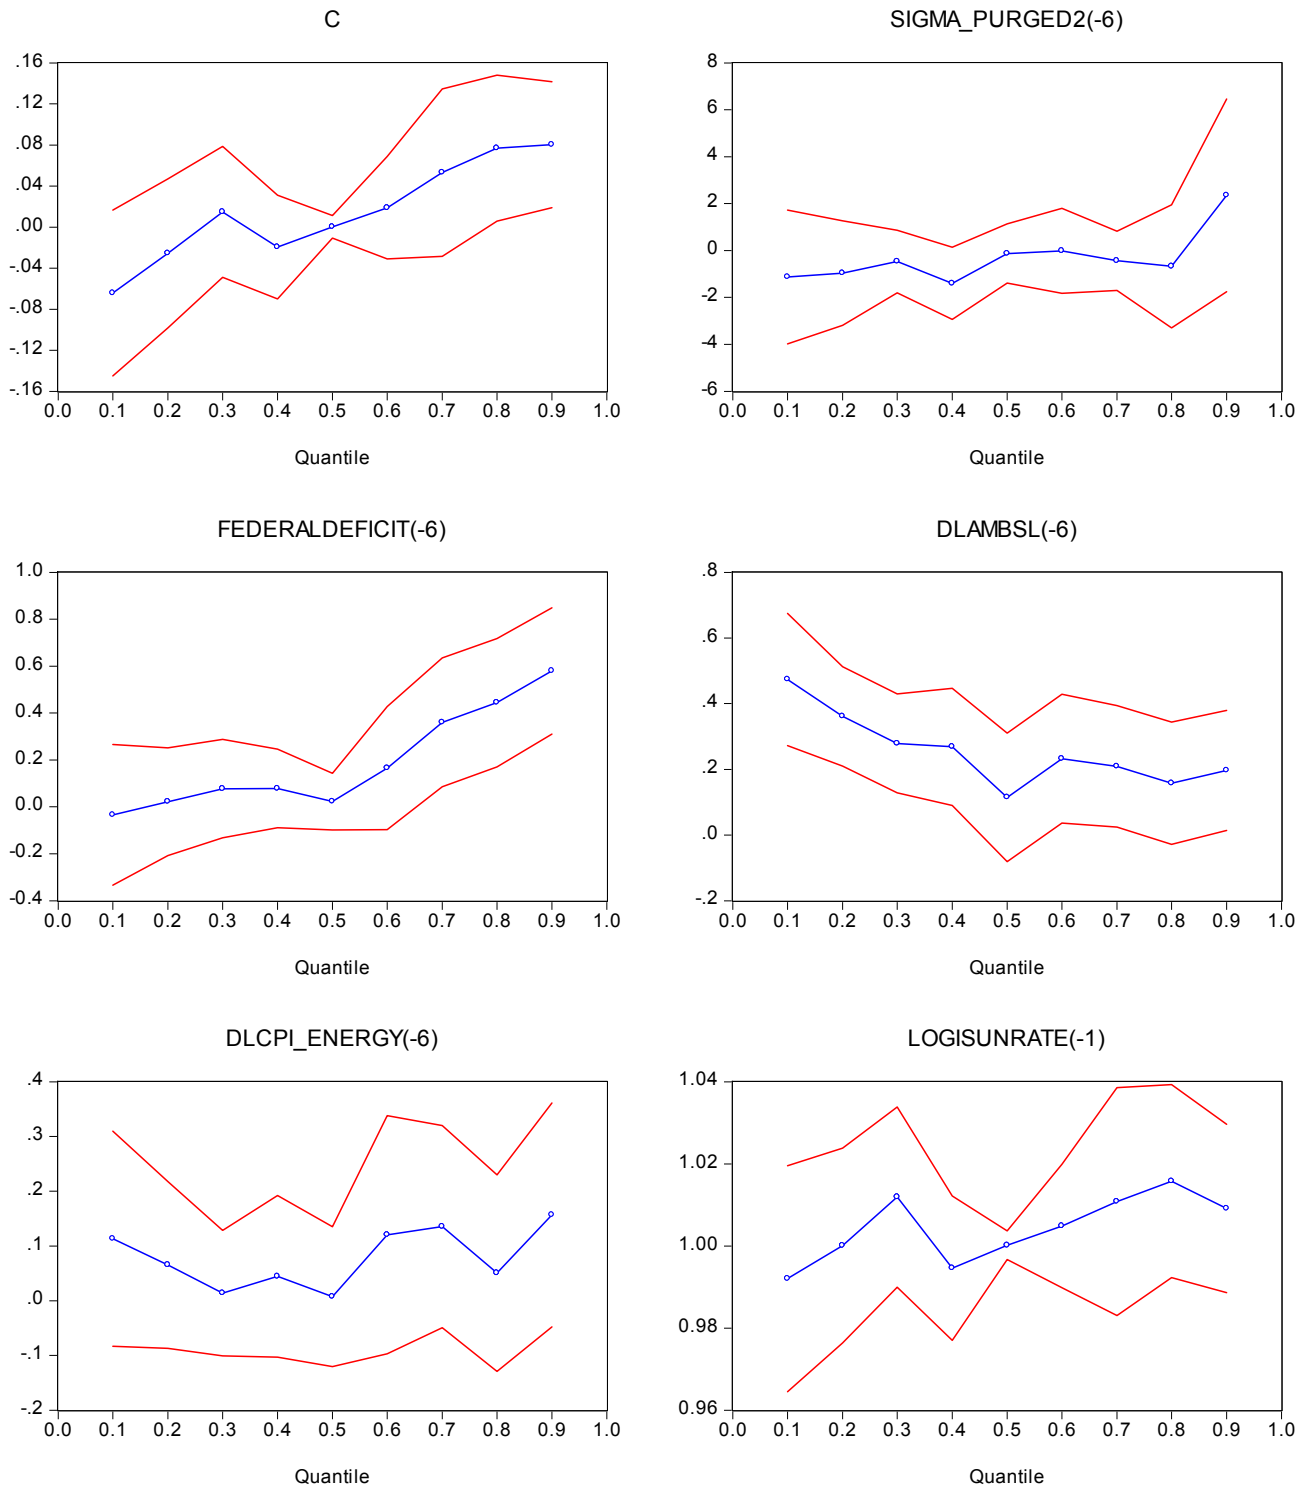 C
.16
.12
.08
.04
.00
-.04
-.08
-.12
-.16
0.0 0.1 0.2 0.3 0.4 0.5 0.6 0.7 0.8 0.9 1.0
Quantile
SIGMA_PURGED2(-6)
8
6
4
2
0
-2
-4
-6
0.0 0.1 0.2 0.3 0.4 0.5 0.6 0.7 0.8 0.9 1.0
Quantile
FEDERALDEFICIT(-6)
1.0
0.8
0.6
0.4
0.2
0.0
-0.2
-0.4
0.0 0.1 0.2 0.3 0.4 0.5 0.6 0.7 0.8 0.9 1.0
Quantile
DLAMBSL(-6)
.8
.6
.4
.2
.0
-.2
0.0 0.1 0.2 0.3 0.4 0.5 0.6 0.7 0.8 0.9 1.0
Quantile
DLCPI_ENERGY(-6)
.4
.3
.2
.1
.0
-.1
-.2
0.0 0.1 0.2 0.3 0.4 0.5 0.6 0.7 0.8 0.9 1.0
Quantile
LOGISUNRATE(-1)
1.04
1.02
1.00
0.98
0.96
0.0 0.1 0.2 0.3 0.4 0.5 0.6 0.7 0.8 0.9 1.0
Quantile